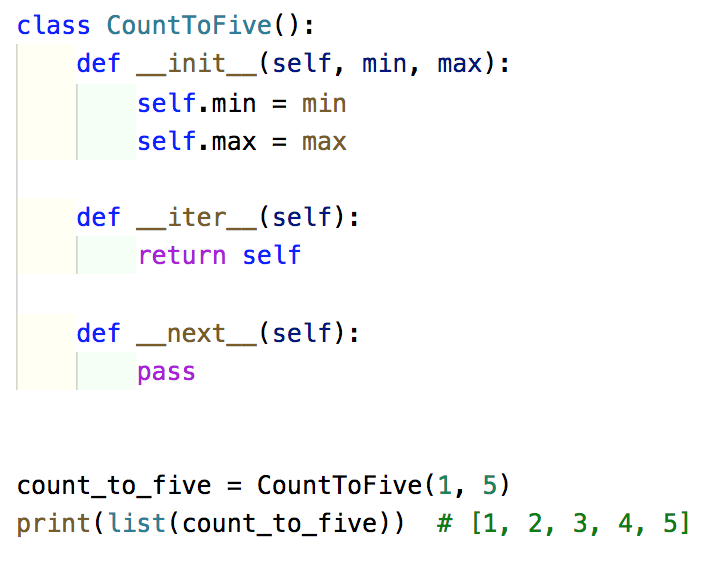 class CountToFive():
    def __init__(self, min, max):
        self.min = min
        self.max = max

    def __iter__(self):
        return self

    def __next__(self):
        pass


count_to_five = CountToFive(1, 5)
print(list(count_to_five))  # [1, 2, 3, 4, 5]